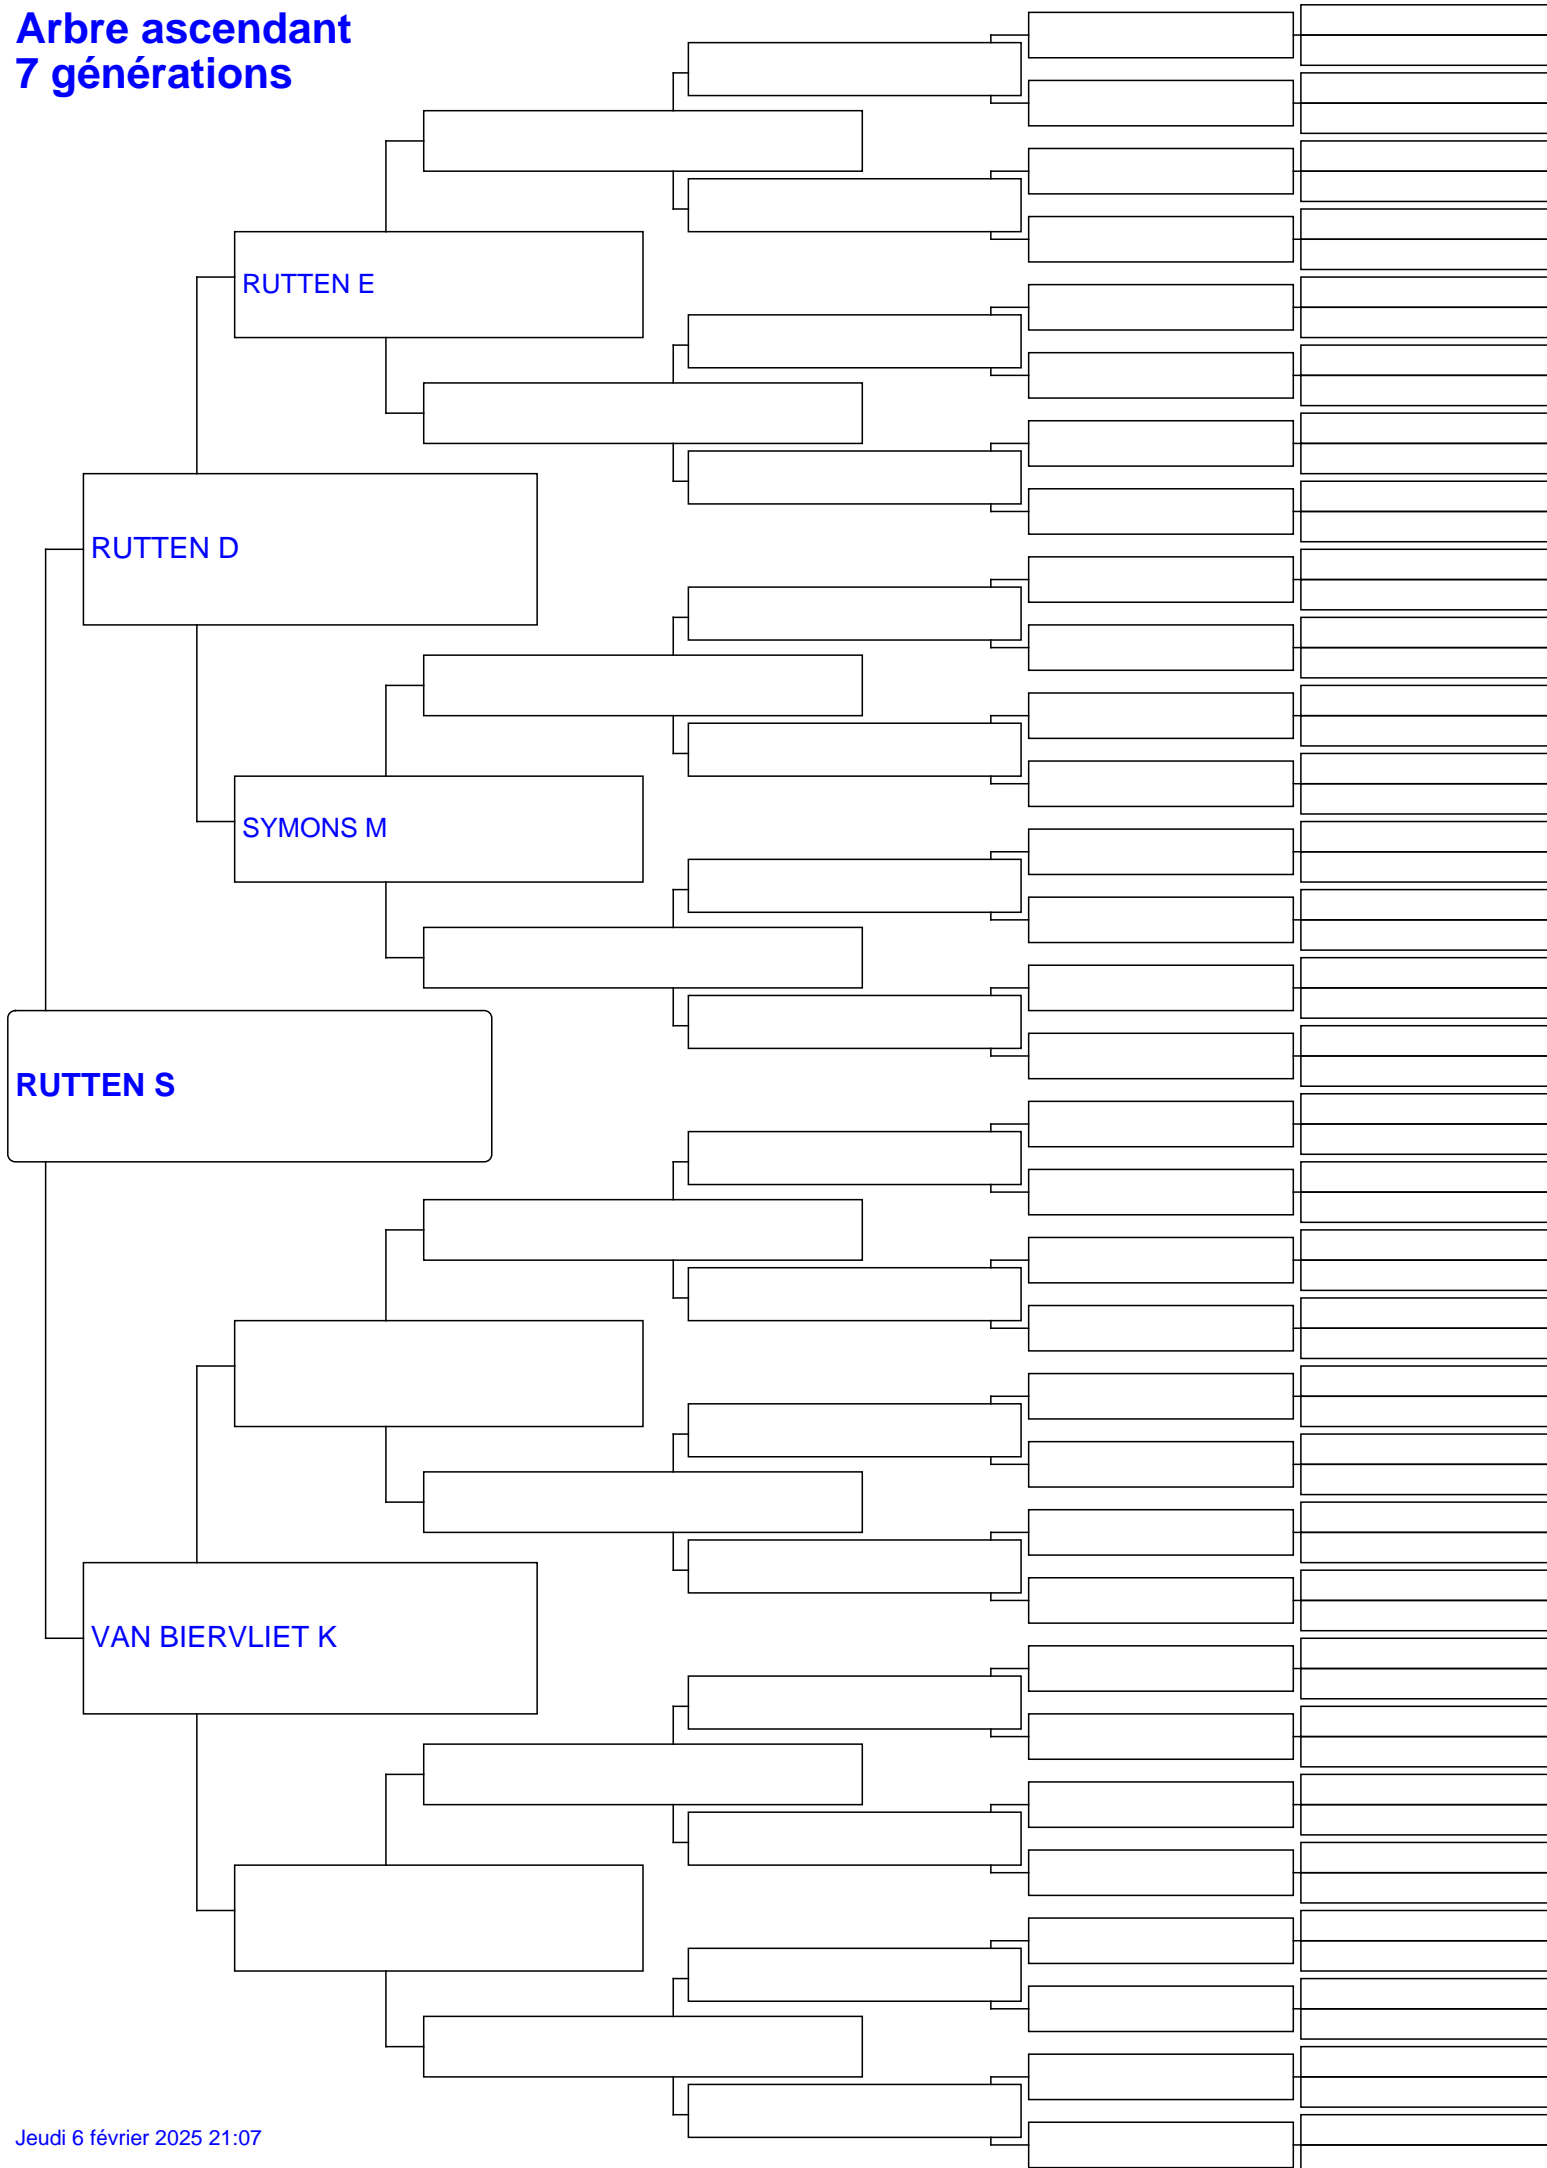 Arbre ascendant
7 générations
RUTTEN E
RUTTEN D
SYMONS M
RUTTEN S
VAN BIERVLIET K
Jeudi 6 février 2025 21:07